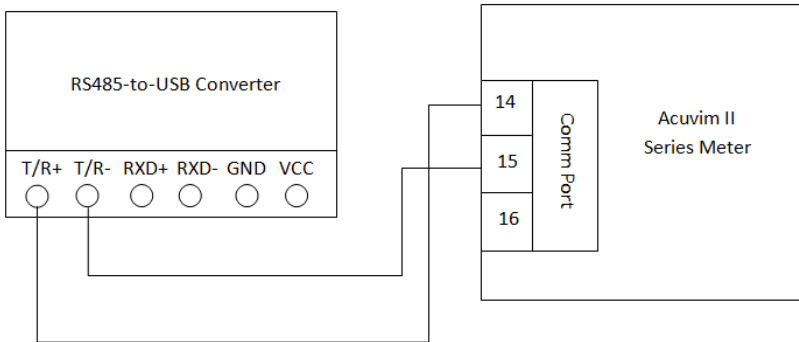 RS485-to-USB Converter
T/R+ T/R- RXD+ RXD- GND VCC
14
15
16
Comm Port
Acuvim II
Series Meter